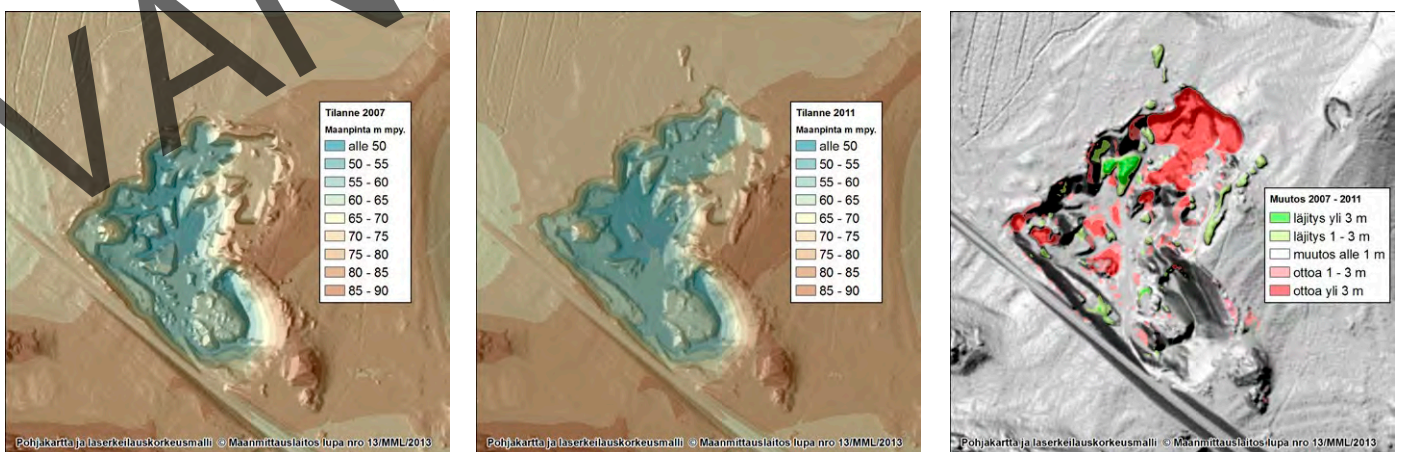 VAN
Tilanne 2007
Maanpinta m mpy.
alle 50
50 - 55
55 - 60
60 - 65
65 - 70
70 - 75
75 - 80
80 - 85
85 - 90
Pohjakartta ja laserkeilauskorkeusmalli © Maanmittauslaitos lupa nro 13/MML/2013
Tilanne 2011
Maanpinta m mpy.
alle 50
50 - 55
55 - 60
60 - 65
65 - 70
70 - 75
75 - 80
80 - 85
85 - 90
Pohjakartta ja laserkeilauskorkeusmalli © Maanmittauslaitos lupa nro 13/MML/2013
Muutos 2007 - 2011
läjitys yli 3 m
läjitys 1 - 3 m
muutos alle 1 m
ottoa 1 - 3 m
ottoa yli 3 m
Pohjakartta ja laserkeilauskorkeusmalli © Maanmittauslaitos lupa nro 13/MML/2013